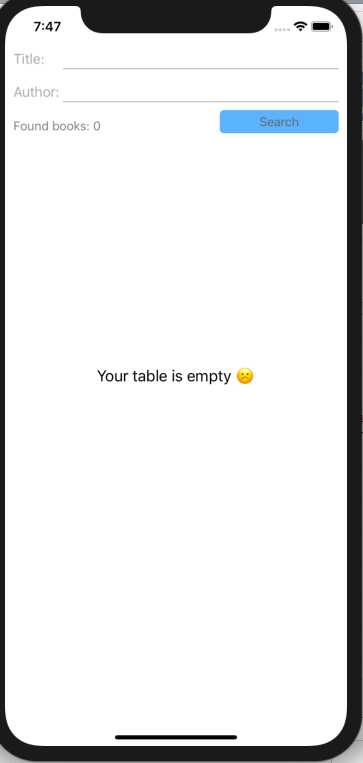 7:47
Title:
Author:
Found books: 0
Search
Your table is empty ☹️